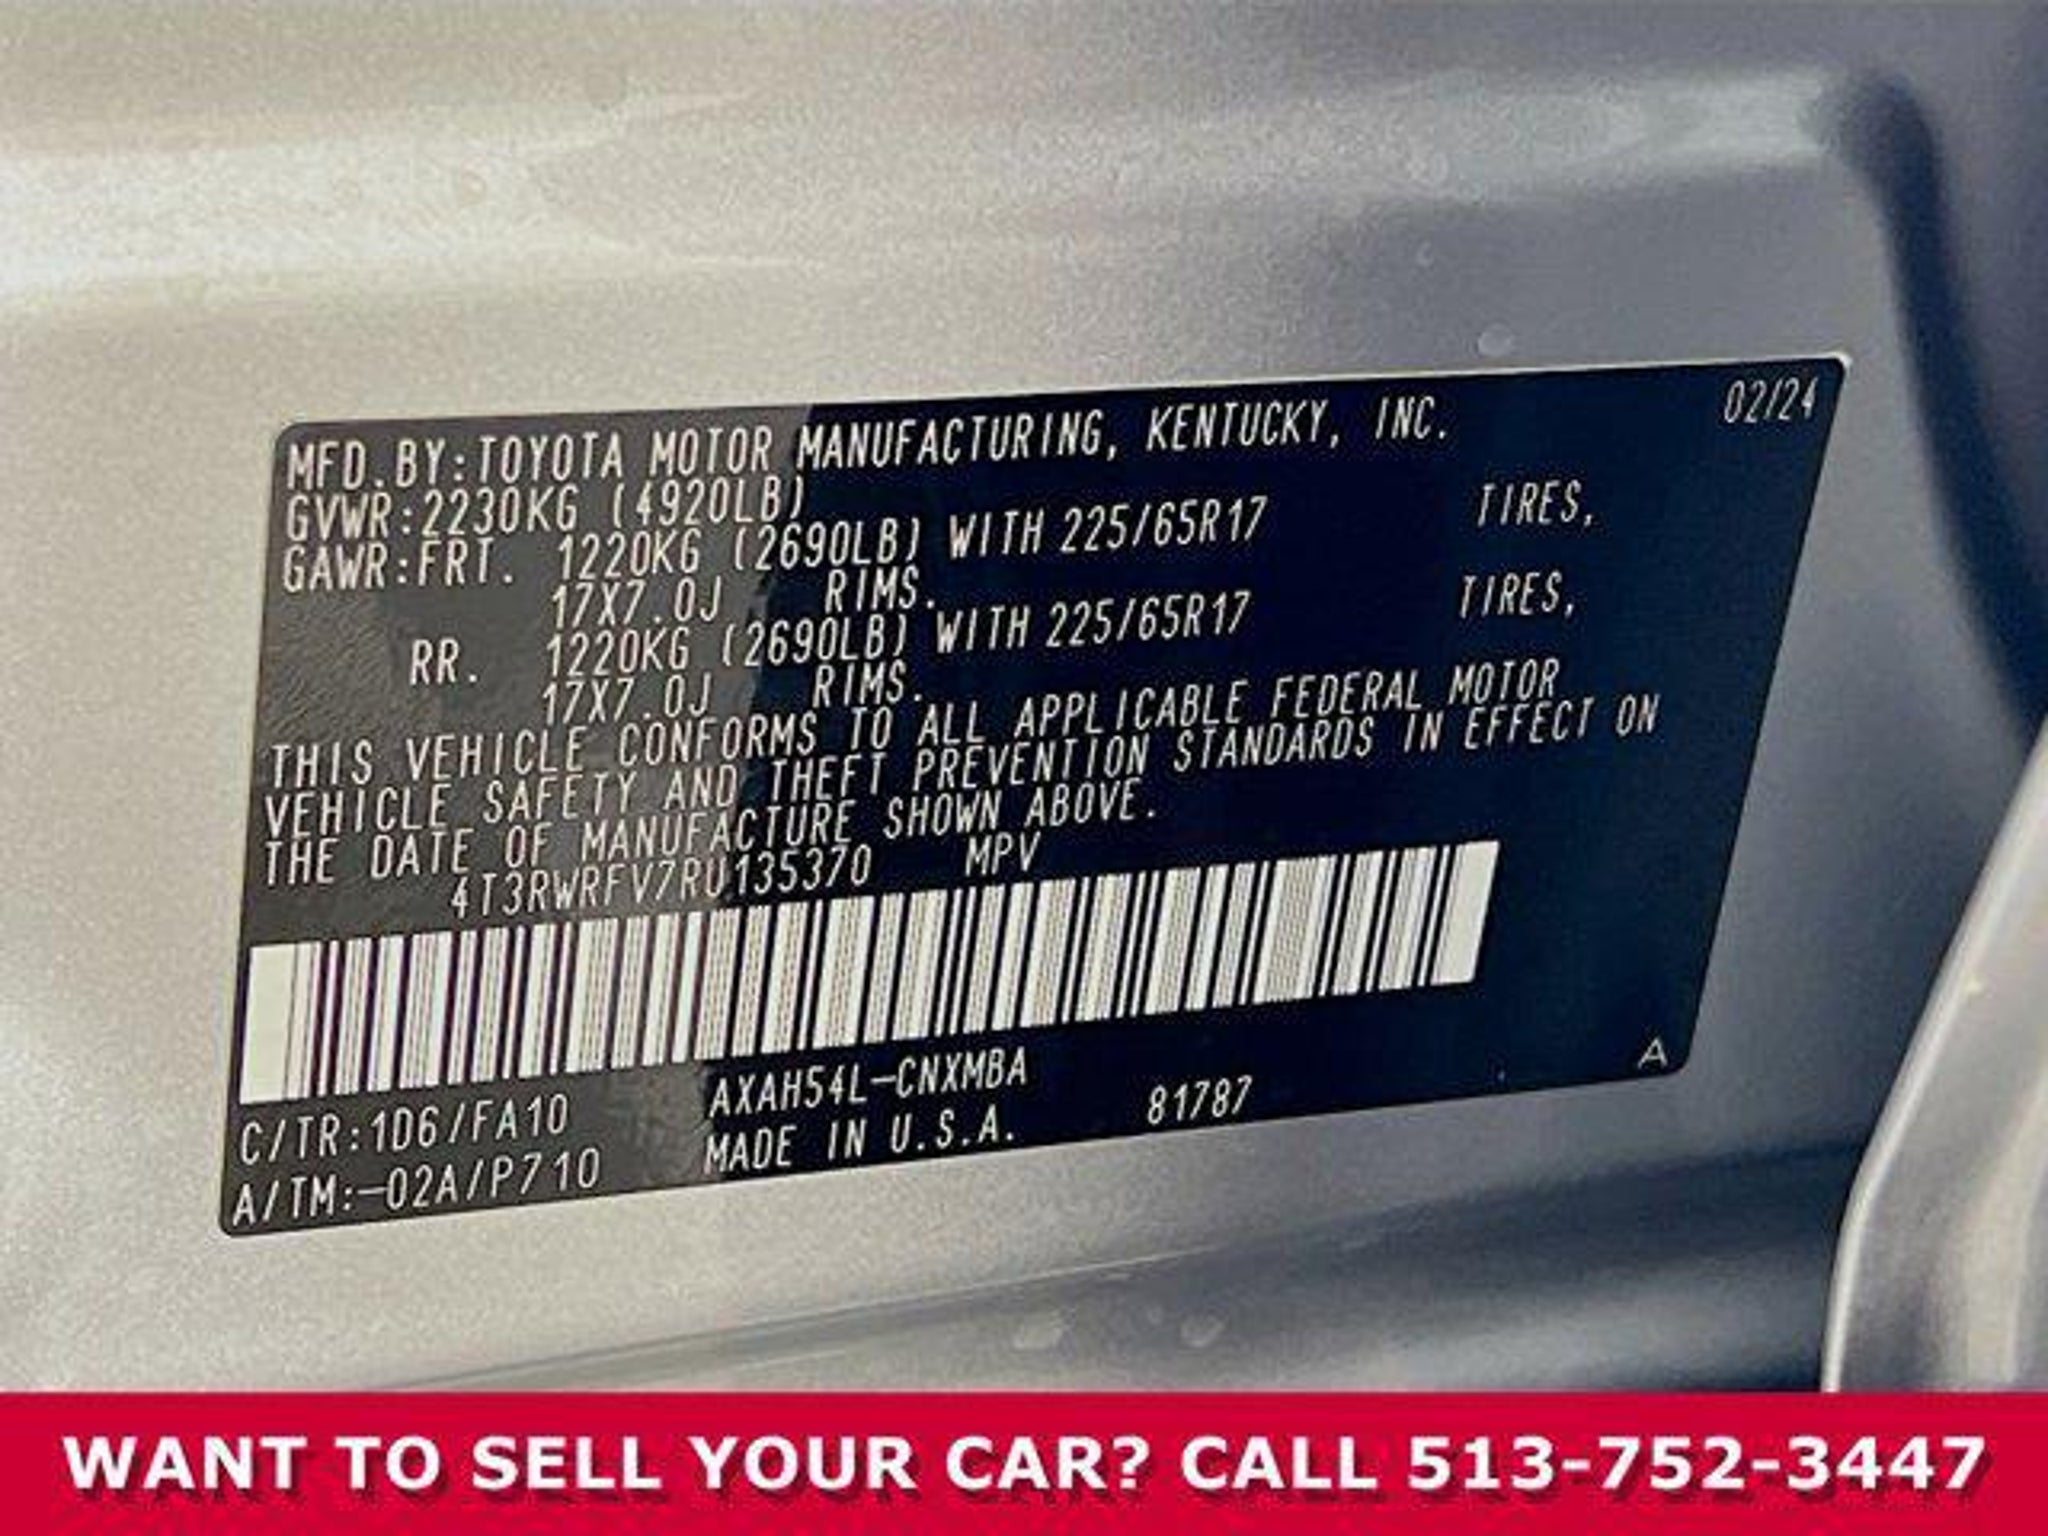 02/24
MFD.BY:TOYOTA MOTOR MANUFACTURING, KENTUCKY, INC.
GVWR:2230KG (4920LB)
GAWR:FRT. 1220KG (2690LB) WITH 225/65R17 TIRES,
17X7.0J RIMS.
RR. 1220KG (2690LB) WITH 225/65R17 TIRES,
17X7.0J RIMS.
THIS VEHICLE CONFORMS TO ALL APPLICABLE FEDERAL MOTOR
VEHICLE SAFETY AND THEFT PREVENTION STANDARDS IN EFFECT ON
THE DATE OF MANUFACTURE SHOWN ABOVE.
4T3RWRFV7RU135370 MPV
C/TR:1D6/FA10 AXAH54L-CNXMBA
A/TM:-02A/P710 MADE IN U.S.A. 81787
A
WANT TO SELL YOUR CAR? CALL 513-752-3447